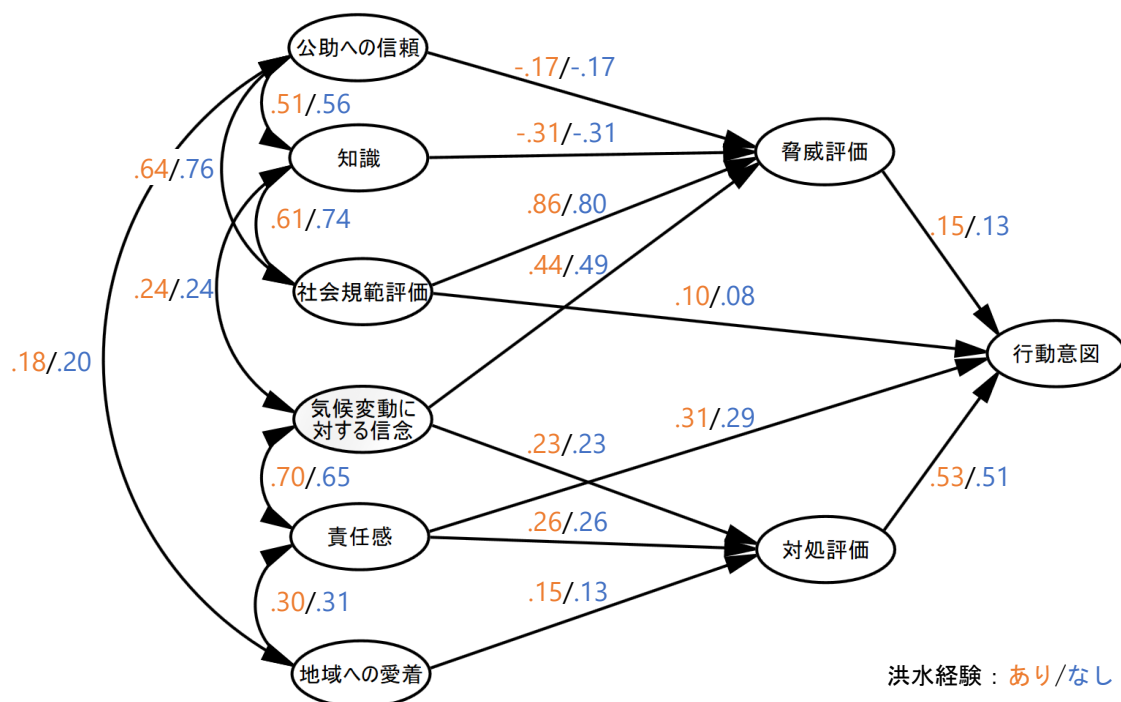 公助への信頼
-.17/-.17
.51/.56
-.31/-.31
知識
脅威評価
.64/.76
.86/.80
.61/.74
.15/.13
.44/.49
.24/.24
社会規範評価
.10/.08
行動意図
.18/.20
気候変動に
対する信念
.31/.29
.23/.23
.70/.65
.53/.51
.26/.26
責任感
対処評価
.15/.13
.30/.31
地域への愛着
洪水経験：あり/なし